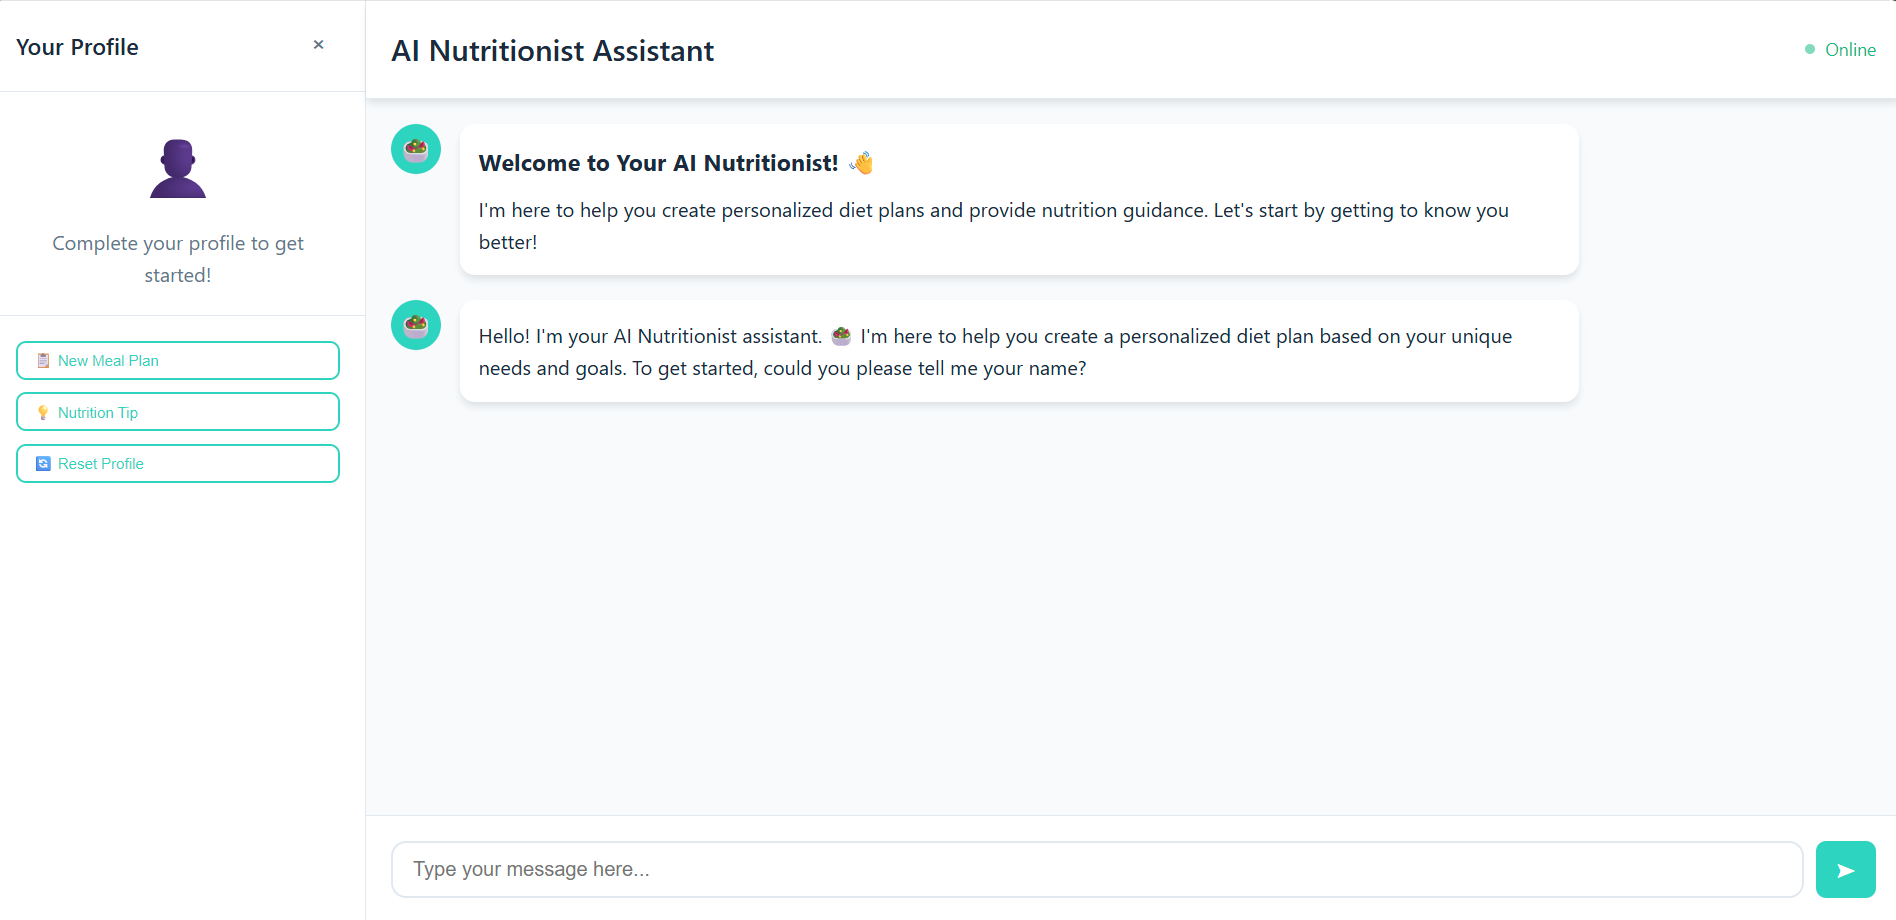 Your Profile
×
Complete your profile to get
started!
New Meal Plan
Nutrition Tip
Reset Profile
AI Nutritionist Assistant
Online
Welcome to Your AI Nutritionist! 👋
I'm here to help you create personalized diet plans and provide nutrition guidance. Let's start by getting to know you
better!
Hello! I'm your AI Nutritionist assistant. 🥗 I'm here to help you create a personalized diet plan based on your unique
needs and goals. To get started, could you please tell me your name?
Type your message here...